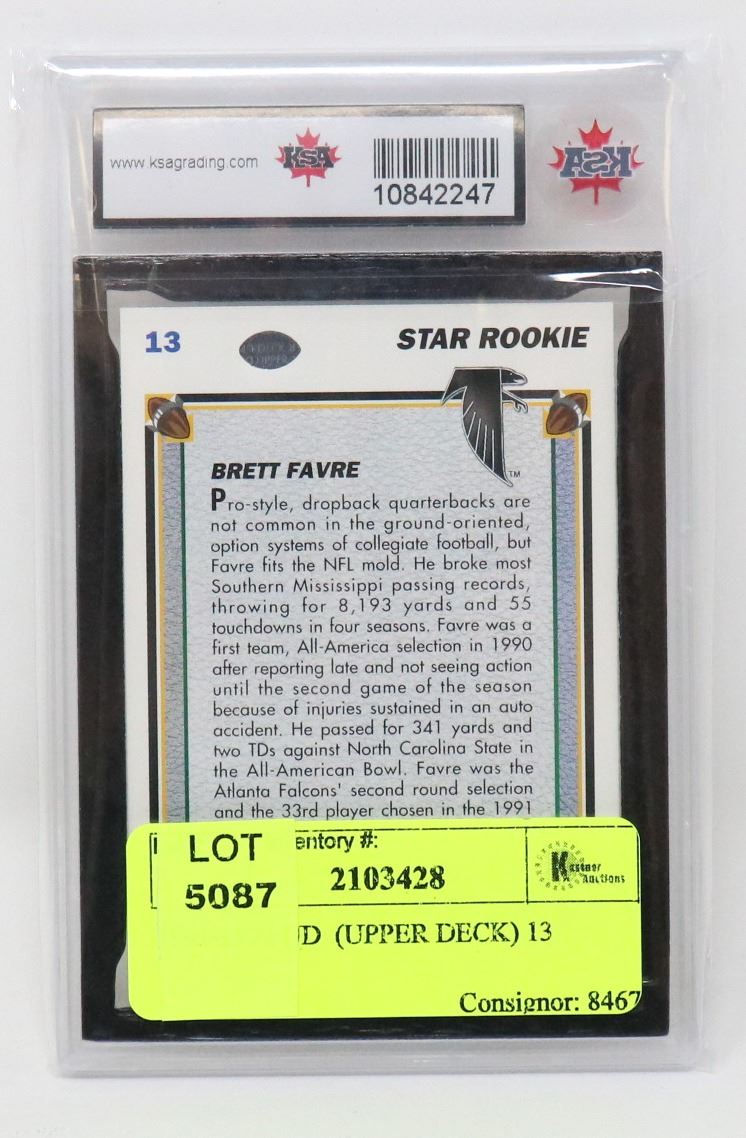 www.ksagrading.com
KSA
10842247
KSA
13
STAR ROOKIE
TM
BRETT FAVRE
Pro-style, dropback quarterbacks are
not common in the ground-oriented,
option systems of collegiate football, but
Favre fits the NFL mold. He broke most
Southern Mississippi passing records,
throwing for 8,193 yards and 55
touchdowns in four seasons. Favre was a
first team, All-America selection in 1990
after reporting late and not seeing action
until the second game of the season
because of injuries sustained in an auto
accident. He passed for 341 yards and
two TDs against North Carolina State in
the All-American Bowl. Favre was the
Atlanta Falcons' second round selection
and the 33rd player chosen in the 1991
LOT
5087
entory #:
2103428
Kastner
Auctions
UD (UPPER DECK) 13
Consignor: 8467